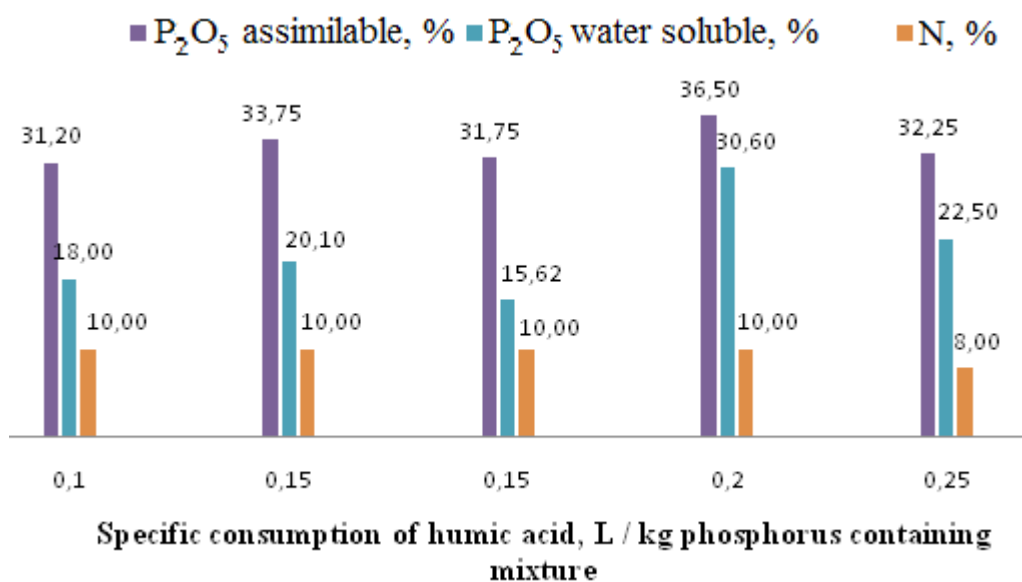 P₂O₅ assimilable, % P₂O₅ water soluble, % N, %
36,50
33,75
31,20 31,75 30,60 32,25
22,50
18,00 20,10
15,62
10,00 10,00 10,00 10,00
8,00
0,1 0,15 0,15 0,2 0,25
Specific consumption of humic acid, L / kg phosphorus containing
mixture